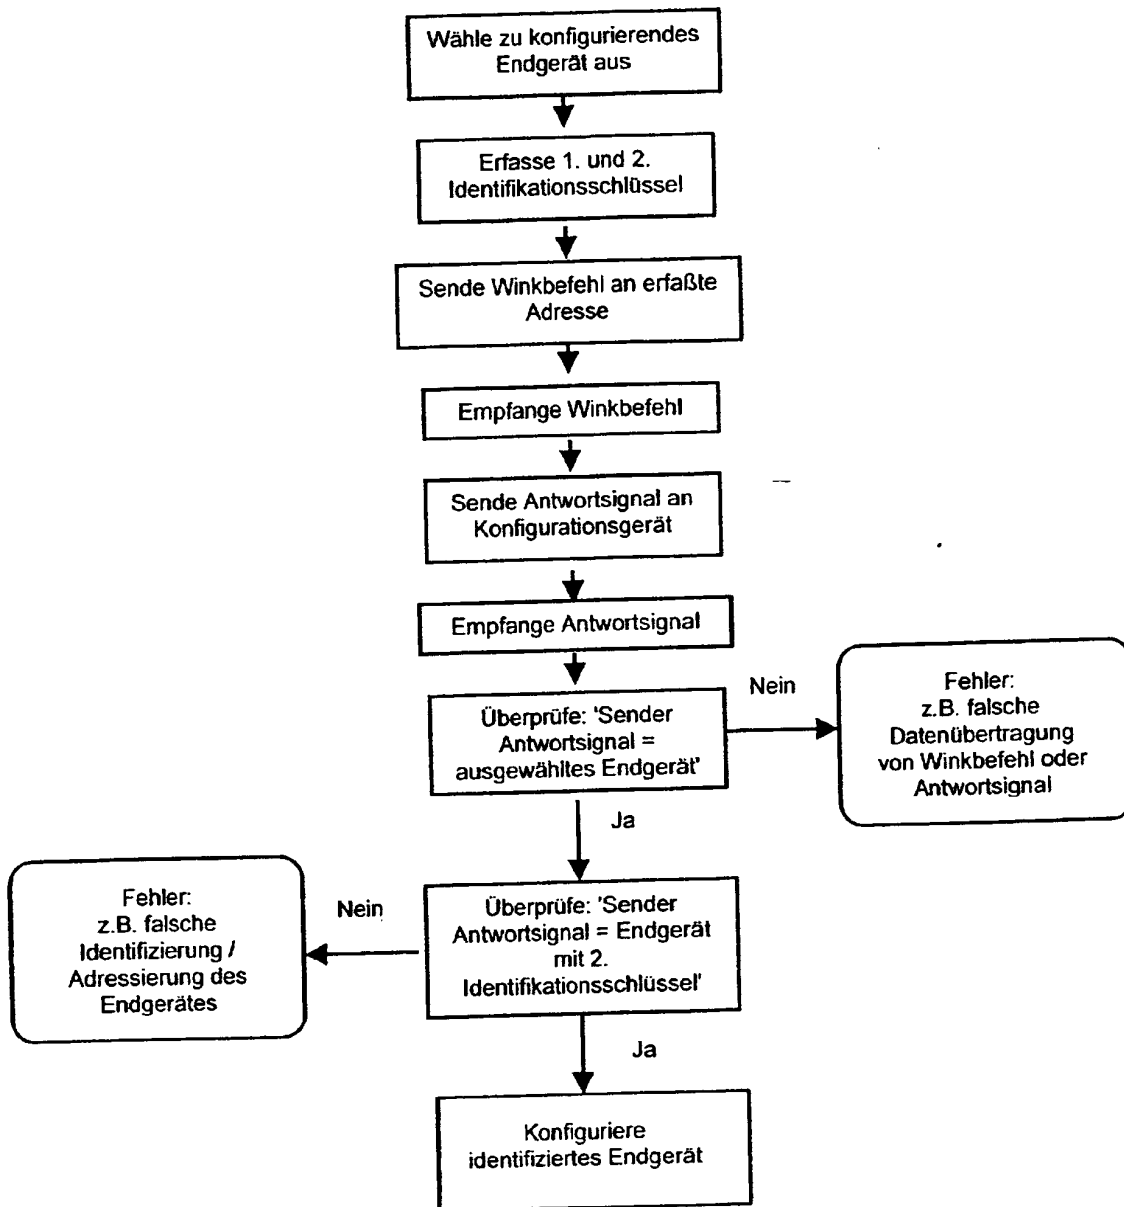 Wähle zu konfigurierendes
Endgerät aus
Erfasse 1. und 2.
Identifikationsschlüssel
Sende Winkbefehl an erfaßte
Adresse
Empfange Winkbefehl
Sende Antwortsignal an
Konfigurationsgerät
Empfange Antwortsignal
Überprüfe: 'Sender
Antwortsignal =
ausgewähltes Endgerät'
Nein
Fehler:
z.B. falsche
Datenübertragung
von Winkbefehl oder
Antwortsignal
Ja
Überprüfe: 'Sender
Antwortsignal = Endgerät
mit 2.
Identifikationsschlüssel'
Nein
Fehler:
z.B. falsche
Identifizierung /
Adressierung des
Endgerätes
Ja
Konfiguriere
identifiziertes Endgerät